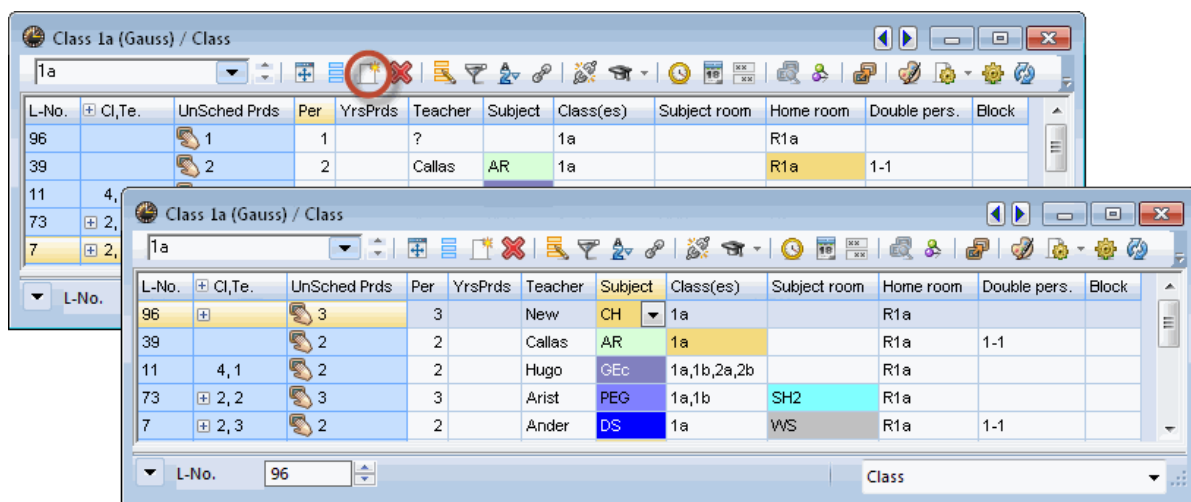 Class 1a (Gauss) / Class
1a
L-No. Cl,Te. UnSched Prds Per YrsPrds Teacher Subject Class(es) Subject room Home room Double pers. Block
96 1 1 ? 1a R1a
39 2 2 Callas AR 1a R1a 1-1
11 4,
73 2,
7 2,
L-No.
Class 1a (Gauss) / Class
1a
L-No. Cl,Te. UnSched Prds Per YrsPrds Teacher Subject Class(es) Subject room Home room Double pers. Block
96 3 3 New CH 1a R1a
39 2 2 Callas AR 1a R1a 1-1
11 4, 1 2 2 Hugo GEc 1a,1b,2a,2b R1a
73 2, 2 3 3 Arist PEG 1a,1b SH2 R1a
7 2, 3 2 2 Ander DS 1a WS R1a 1-1
L-No. 96 Class